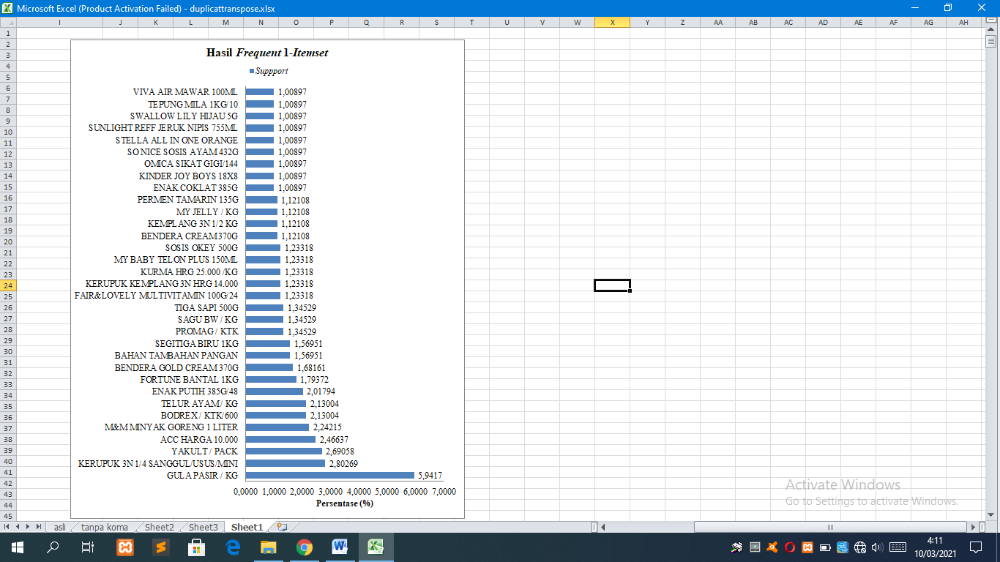 Microsoft Excel (Product Activation Failed) - duplicattranspose.xlsx
I J K L M N O P Q R S T U V W X Y Z AA AB AC AD AE AF AG AH
1
2
3
4
5
6
7
8
9
10
11
12
13
14
15
16
17
18
19
20
21
22
23
24
25
26
27
28
29
30
31
32
33
34
35
36
37
38
39
40
41
42
43
44
45
Hasil Frequent 1-Itemset
Suppport
VIVA AIR MAWAR 100ML 1,00897
TEPUNG MILA 1KG/10 1,00897
SWALLOW LILY HIJAU 5G 1,00897
SUNLIGHT REFF JERUK NIPIS 755ML 1,00897
STELLA ALL IN ONE ORANGE 1,00897
SO NICE SOSIS AYAM 432G 1,00897
OMICA SIKAT GIGI/144 1,00897
KINDER JOY BOYS 18X8 1,00897
ENAK COKLAT 385G 1,00897
PERMEN TAMARIN 135G 1,12108
MY JELLY / KG 1,12108
KEMPLANG 3N 1/2 KG 1,12108
BENDERA CREAM 370G 1,12108
SOSIS OKEY 500G 1,23318
MY BABY TELON PLUS 150ML 1,23318
KURMA HRG 25.000 /KG 1,23318
KERUPUK KEMPLANG 3N HRG 14.000 1,23318
FAIR&LOVELY MULTIVITAMIN 100G/24 1,23318
TIGA SAPI 500G 1,34529
SAGU BW / KG 1,34529
PROMAG / KTK 1,34529
SEGITIGA BIRU 1KG 1,56951
BAHAN TAMBAHAN PANGAN 1,56951
BENDERA GOLD CREAM 370G 1,68161
FORTUNE BANTAL 1KG 1,79372
ENAK PUTIH 385G/48 2,01794
TELUR AYAM / KG 2,13004
BODREX / KTK/600 2,13004
M&M MINYAK GORENG 1 LITER 2,24215
ACC HARGA 10.000 2,46637
YAKULT / PACK 2,69058
KERUPUK 3N 1/4 SANGGUL/USUS/MINI 2,80269
GULA PASIR / KG 5,9417
0,0000 1,0000 2,0000 3,0000 4,0000 5,0000 6,0000 7,0000
Persentase (%)
Activate Windows
Go to Settings to activate Windows.
asli tanpa koma Sheet2 Sheet3 Sheet1
4:11
10/03/2021